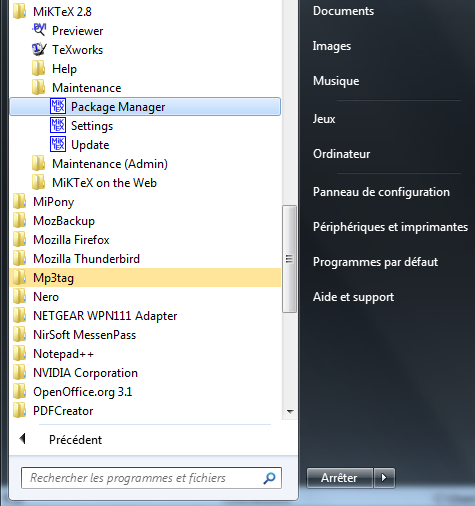 MiKTeX 2.8
Previewer
TeXworks
Help
Maintenance
Package Manager
Settings
Update
Maintenance (Admin)
MiKTeX on the Web
MiPony
MozBackup
Mozilla Firefox
Mozilla Thunderbird
Mp3tag
Nero
NETGEAR WPN111 Adapter
NirSoft MessenPass
Notepad++
NVIDIA Corporation
OpenOffice.org 3.1
PDFCreator
Précédent
Rechercher les programmes et fichiers
Documents
Images
Musique
Jeux
Ordinateur
Panneau de configuration
Périphériques et imprimantes
Programmes par défaut
Aide et support
Arrêter